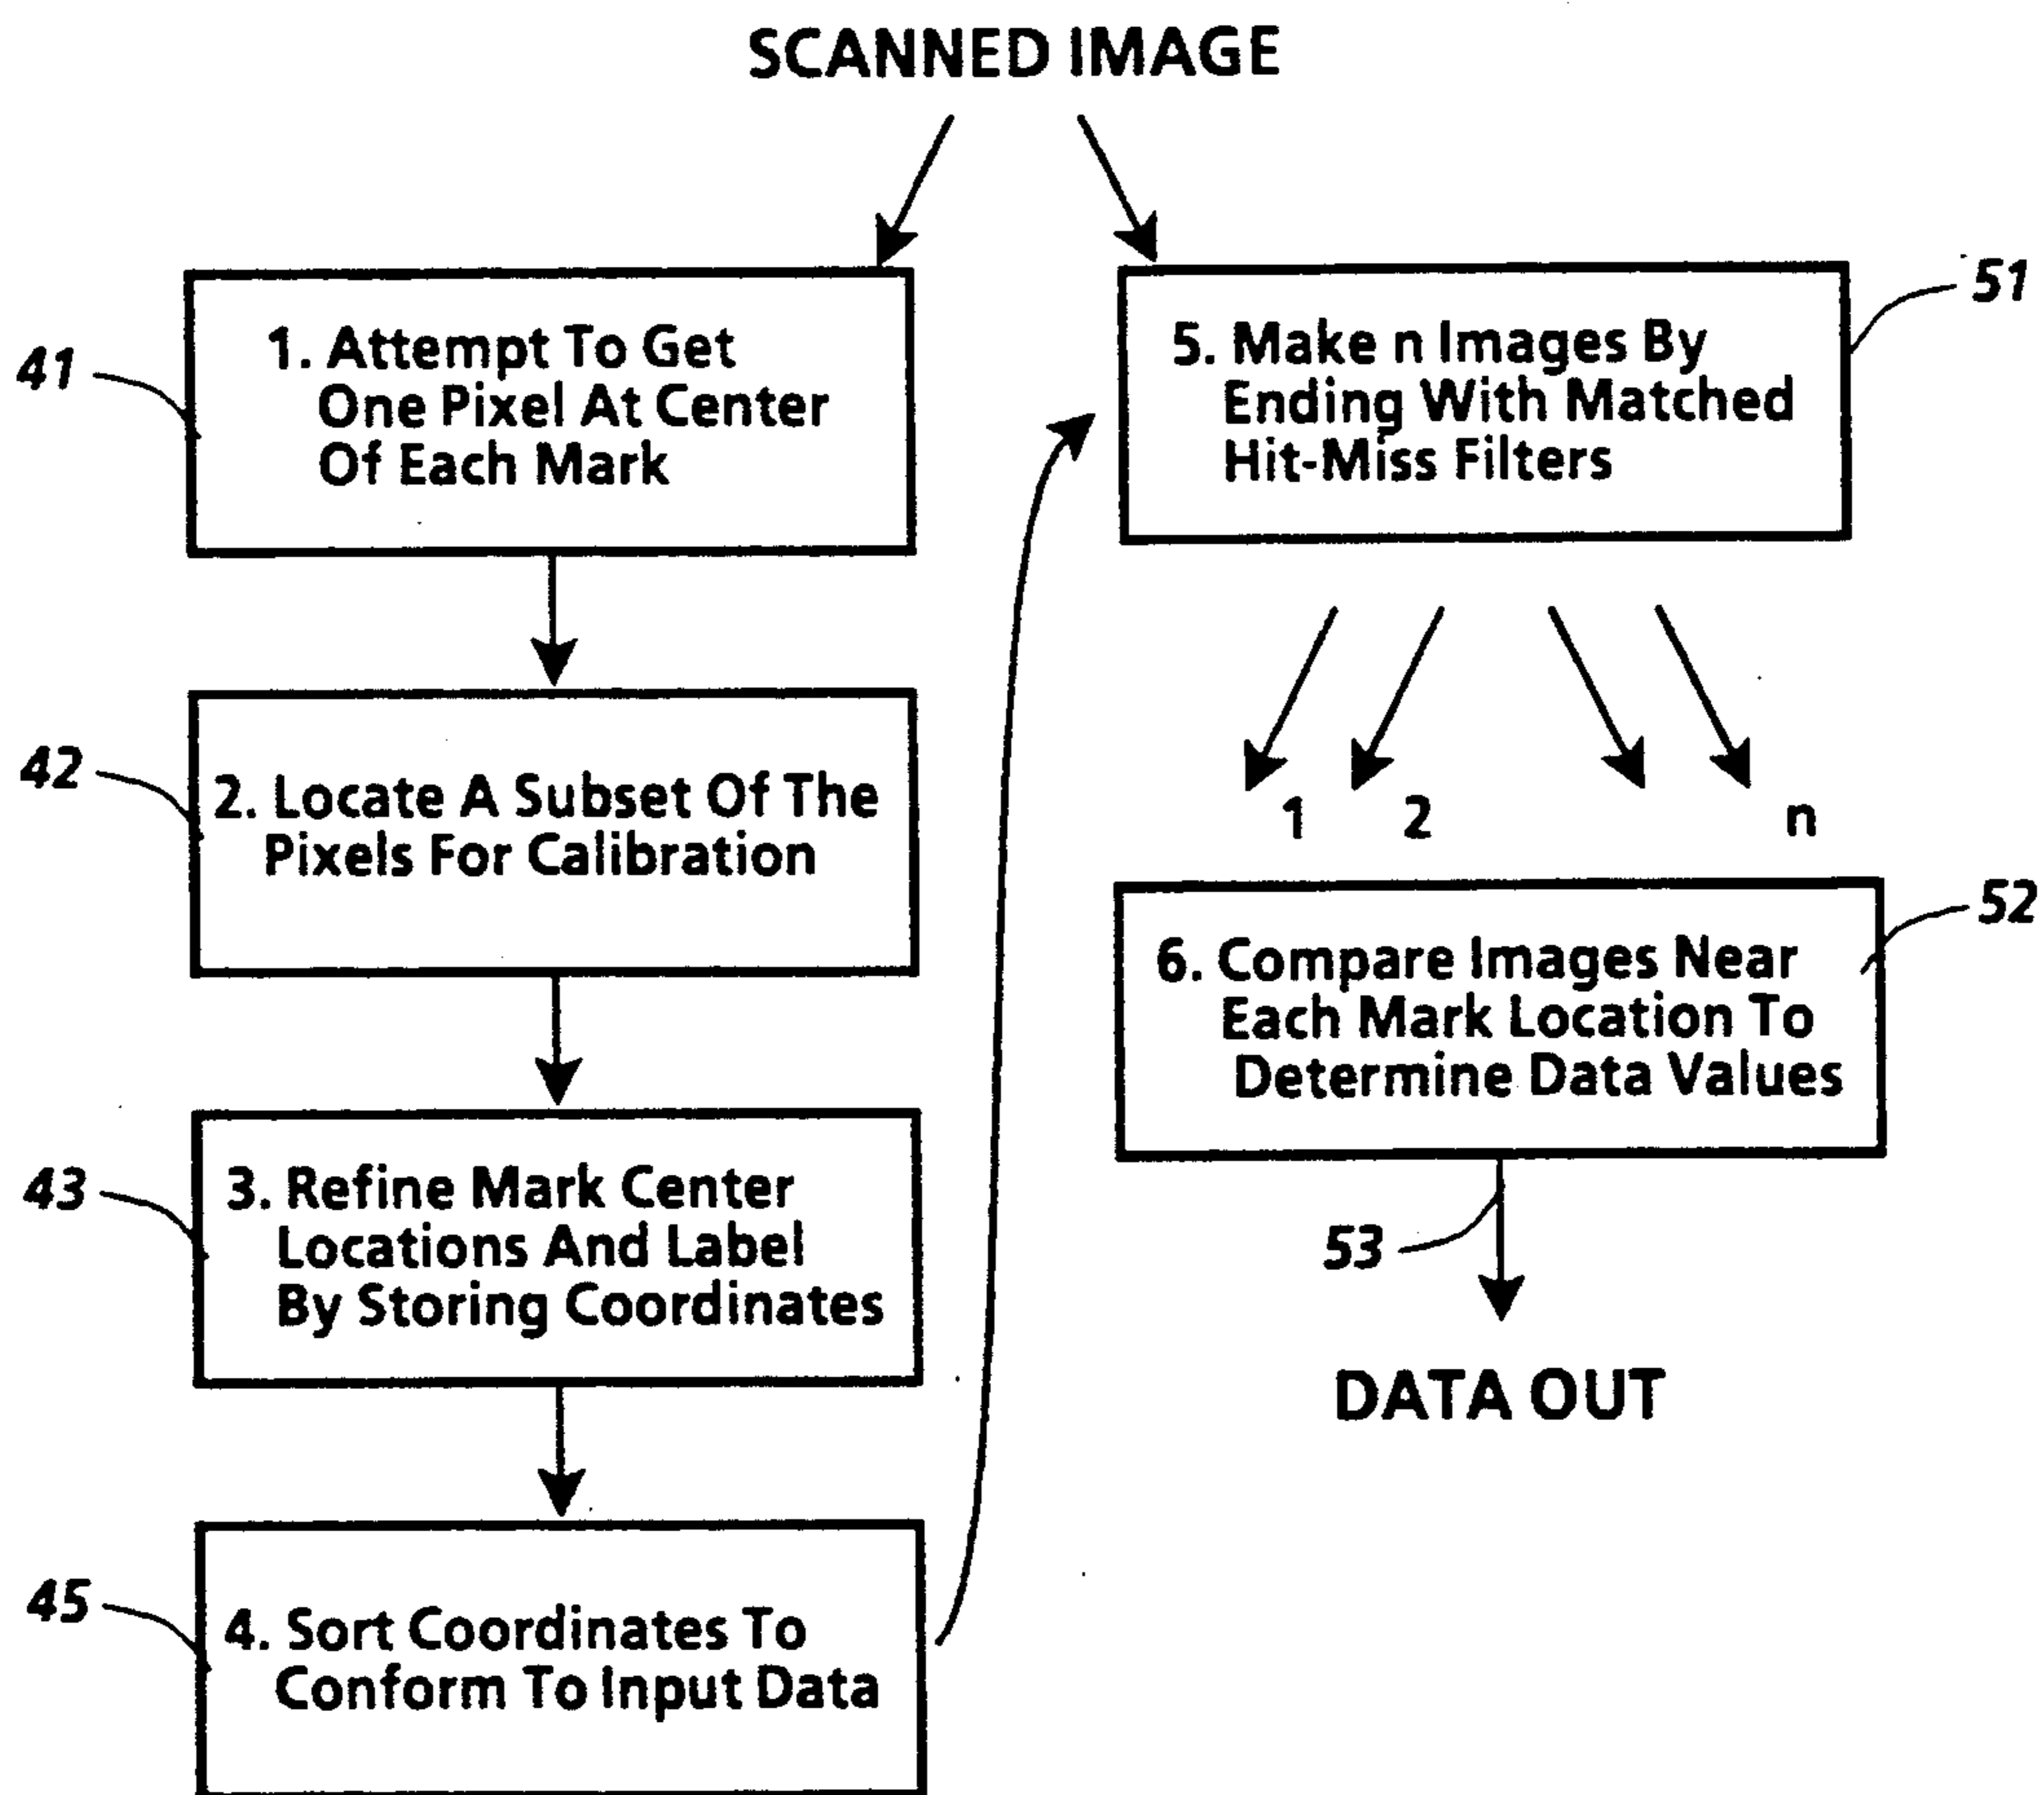 SCANNED IMAGE
41
1. Attempt To Get
One Pixel At Center
Of Each Mark
42
2. Locate A Subset Of The
Pixels For Calibration
43
3. Refine Mark Center
Locations And Label
By Storing Coordinates
45
4. Sort Coordinates To
Conform To Input Data
51
5. Make n Images By
Ending With Matched
Hit-Miss Filters
1 2 n
52
6. Compare Images Near
Each Mark Location To
Determine Data Values
53
DATA OUT